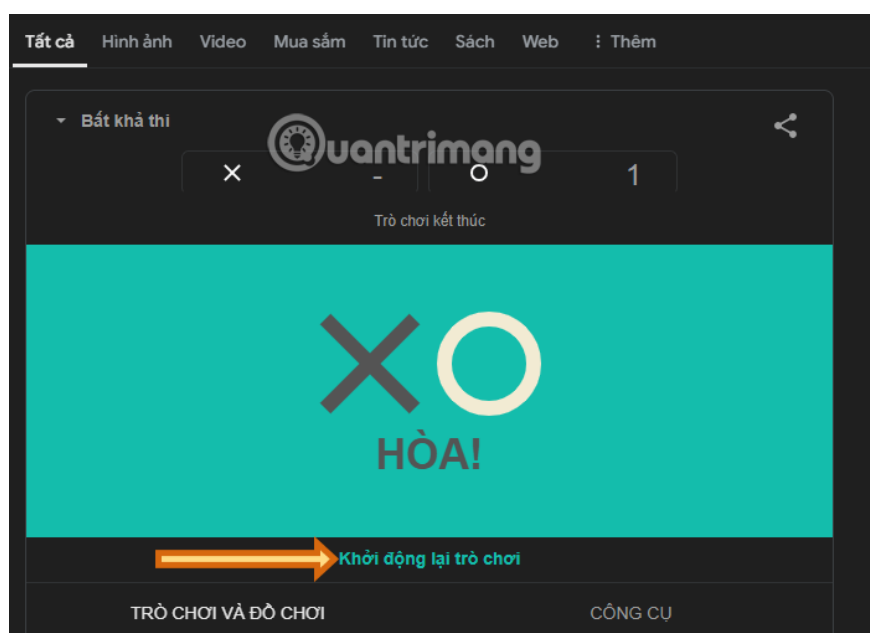 Tất cả Hình ảnh Video Mua sắm Tin tức Sách Web ⋮ Thêm
Bất khả thi
Quantrimang
× - O 1
Trò chơi kết thúc
XO
HÒA!
Khởi động lại trò chơi
TRÒ CHƠI VÀ ĐỒ CHƠI CÔNG CỤ